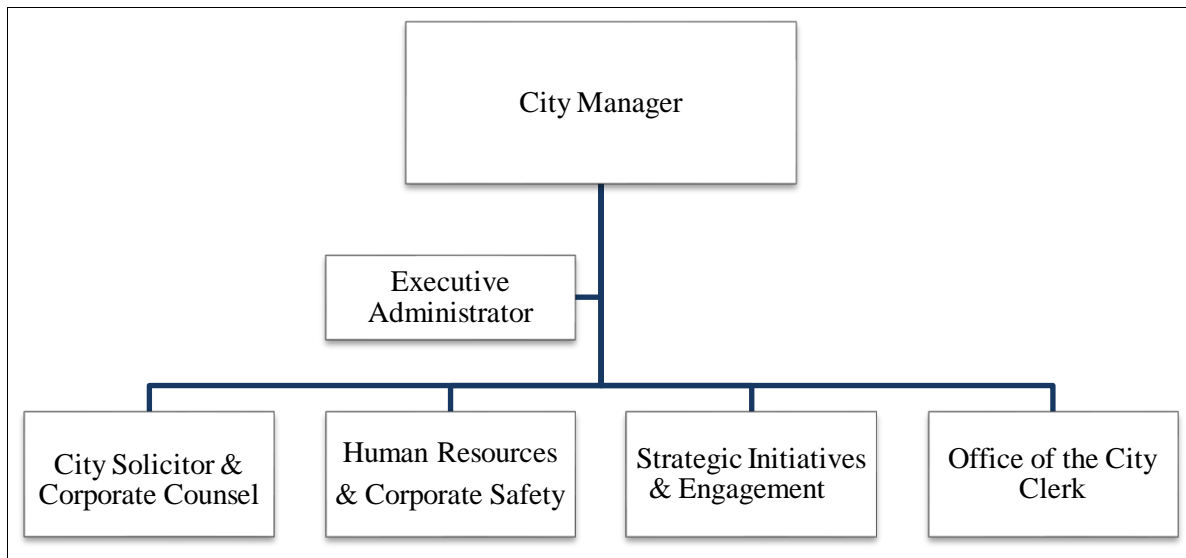 City Manager
Executive
Administrator
City Solicitor &
Corporate Counsel
Human Resources
& Corporate Safety
Strategic Initiatives
& Engagement
Office of the City
Clerk